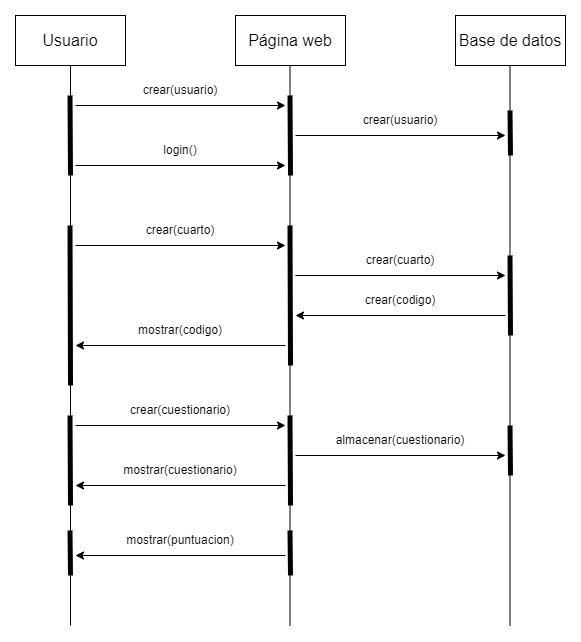 Usuario
Página web
Base de datos
crear(usuario)
crear(usuario)
login()
crear(cuarto)
crear(cuarto)
crear(codigo)
mostrar(codigo)
crear(cuestionario)
almacenar(cuestionario)
mostrar(cuestionario)
mostrar(puntuacion)